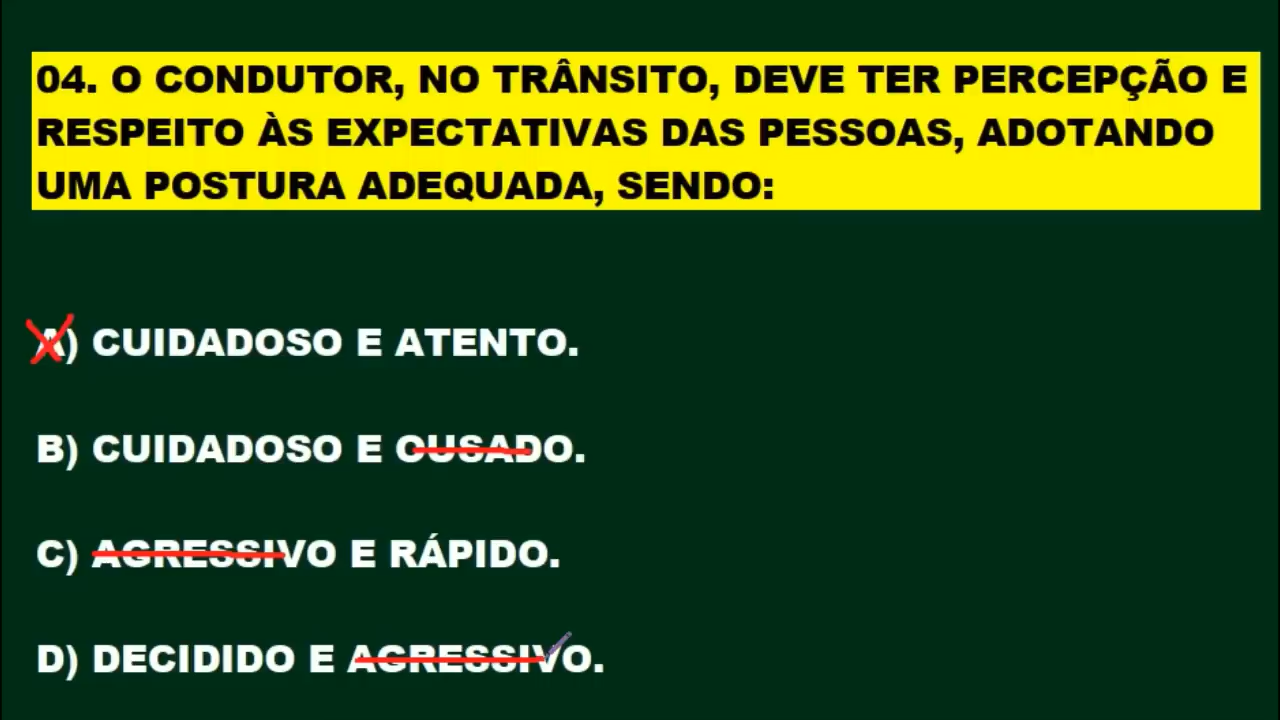 04. O CONDUTOR, NO TRÂNSITO, DEVE TER PERCEPÇÃO E
RESPEITO ÀS EXPECTATIVAS DAS PESSOAS, ADOTANDO
UMA POSTURA ADEQUADA, SENDO:
A) CUIDADOSO E ATENTO.
B) CUIDADOSO E OUSADO.
C) AGRESSIVO E RÁPIDO.
D) DECIDIDO E AGRESSIVO.